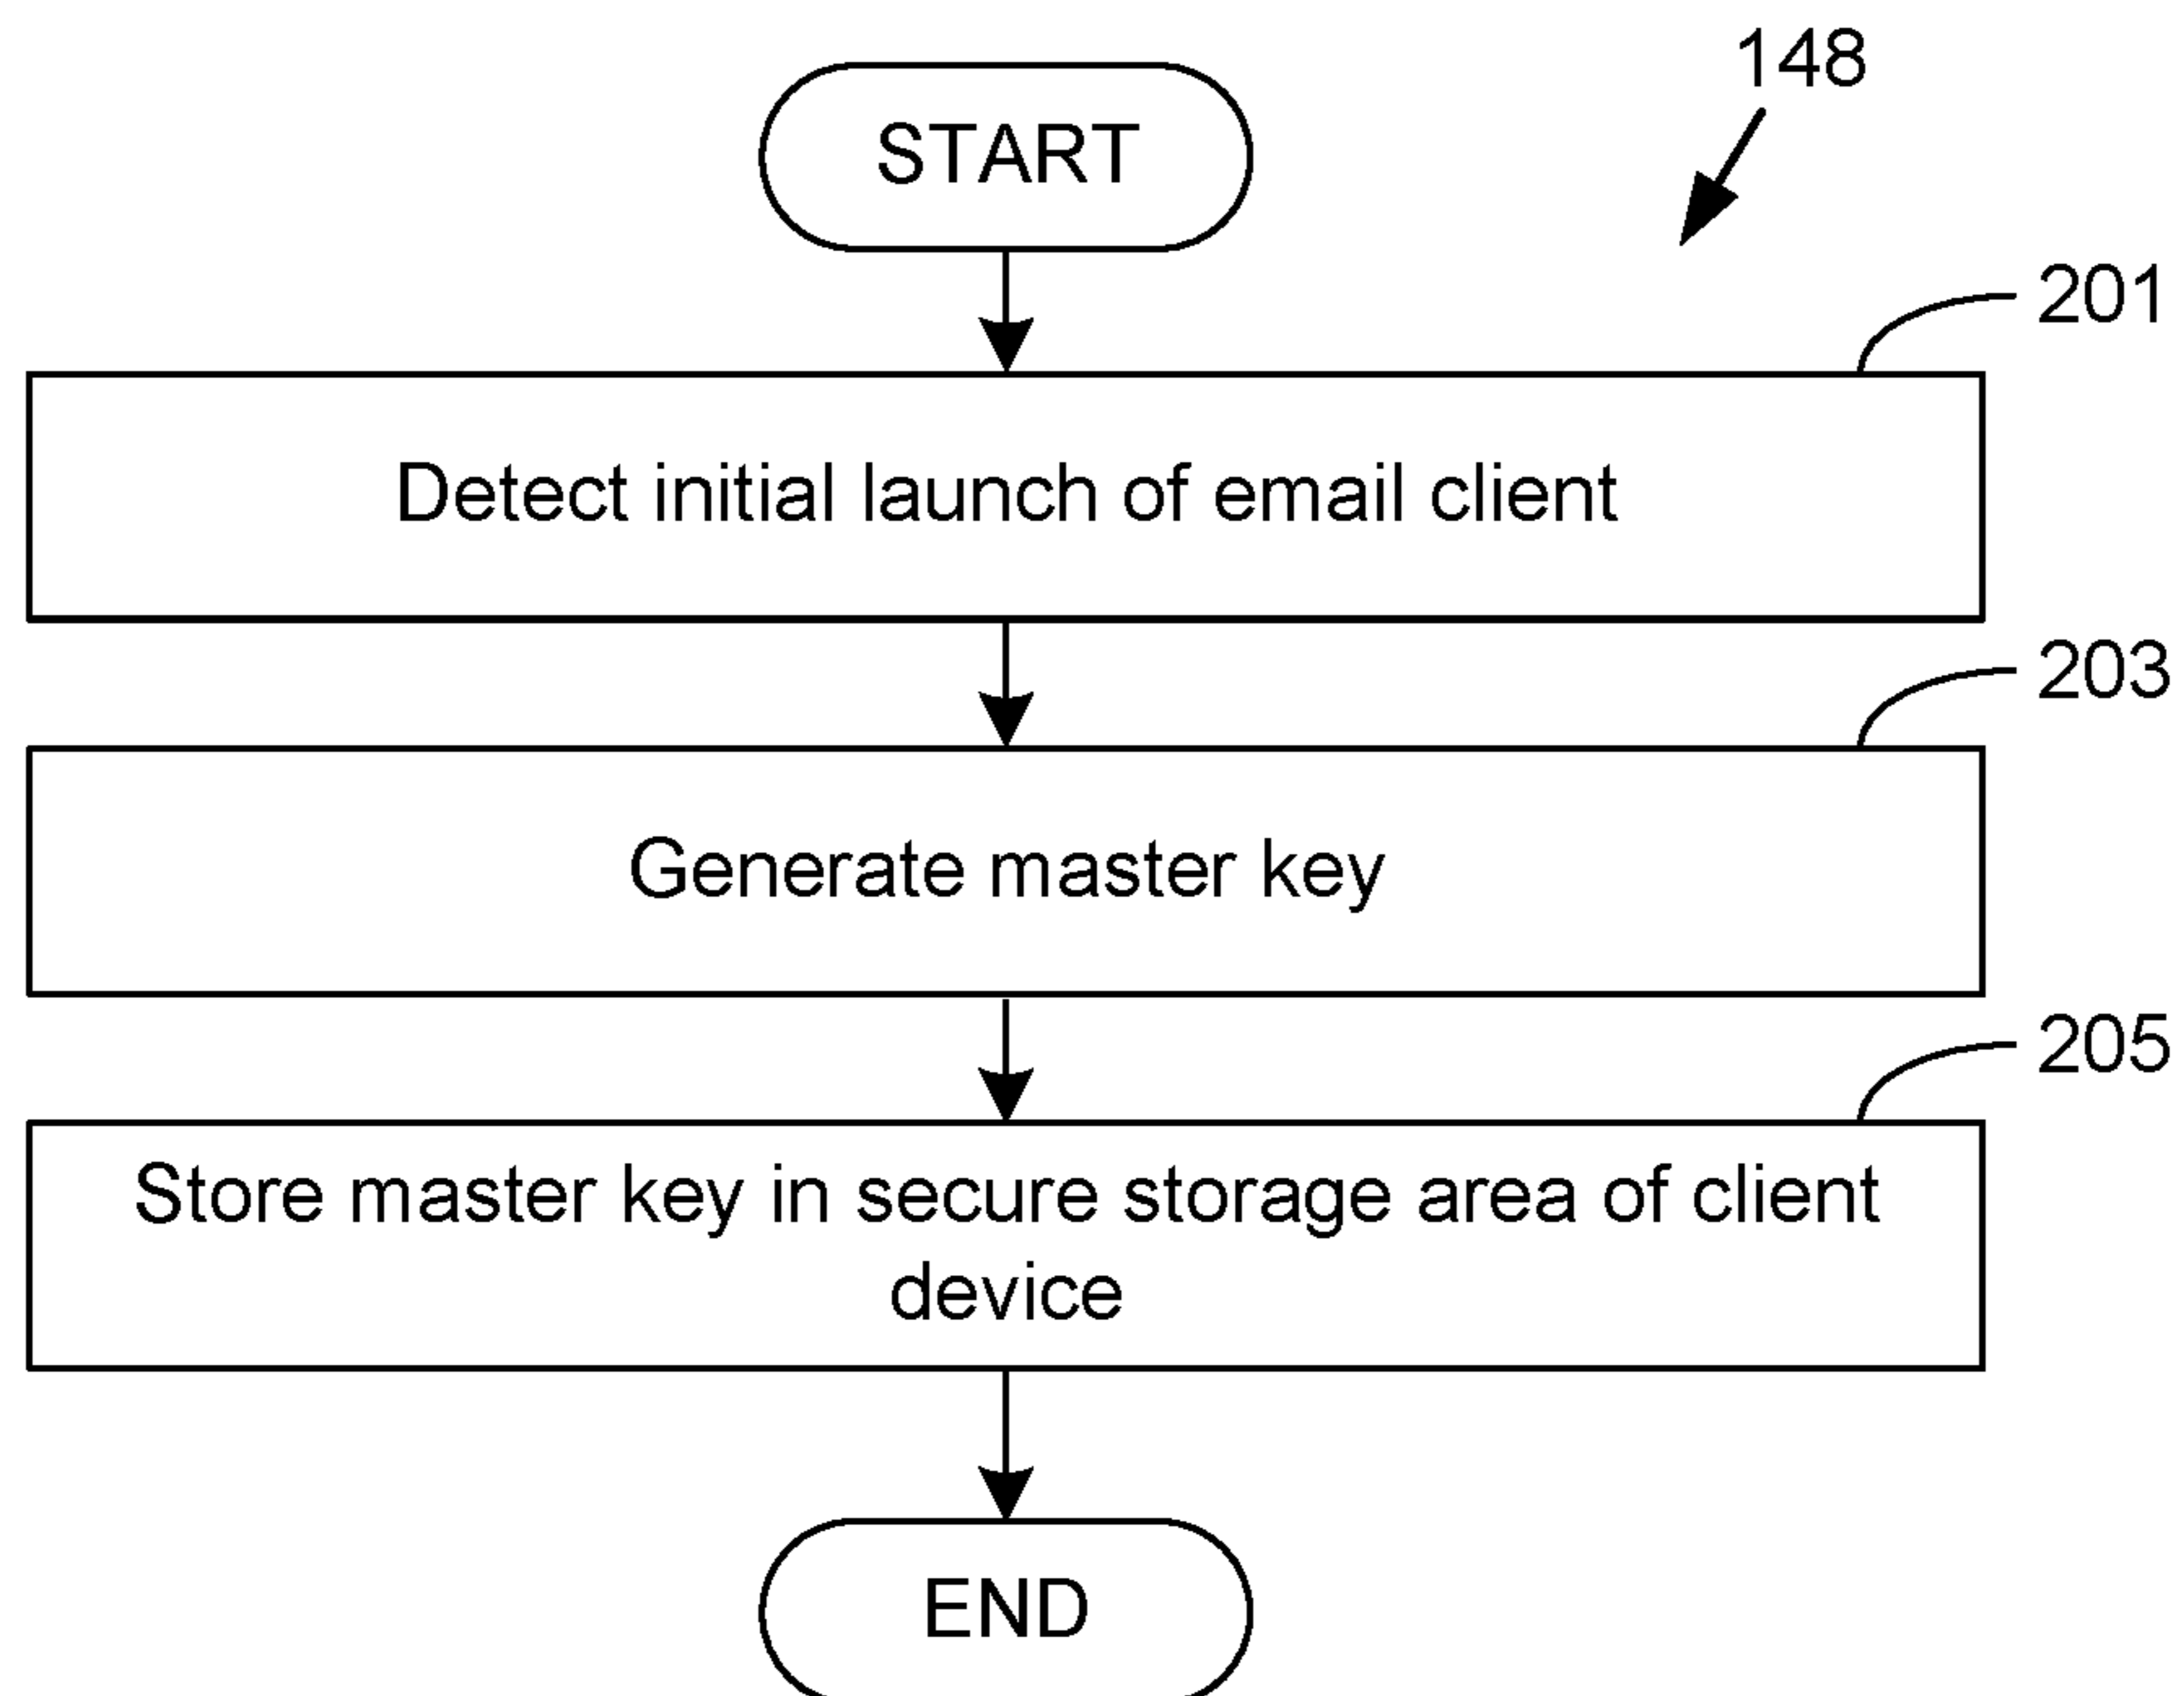 148
START
201
Detect initial launch of email client
203
Generate master key
205
Store master key in secure storage area of client
device
END